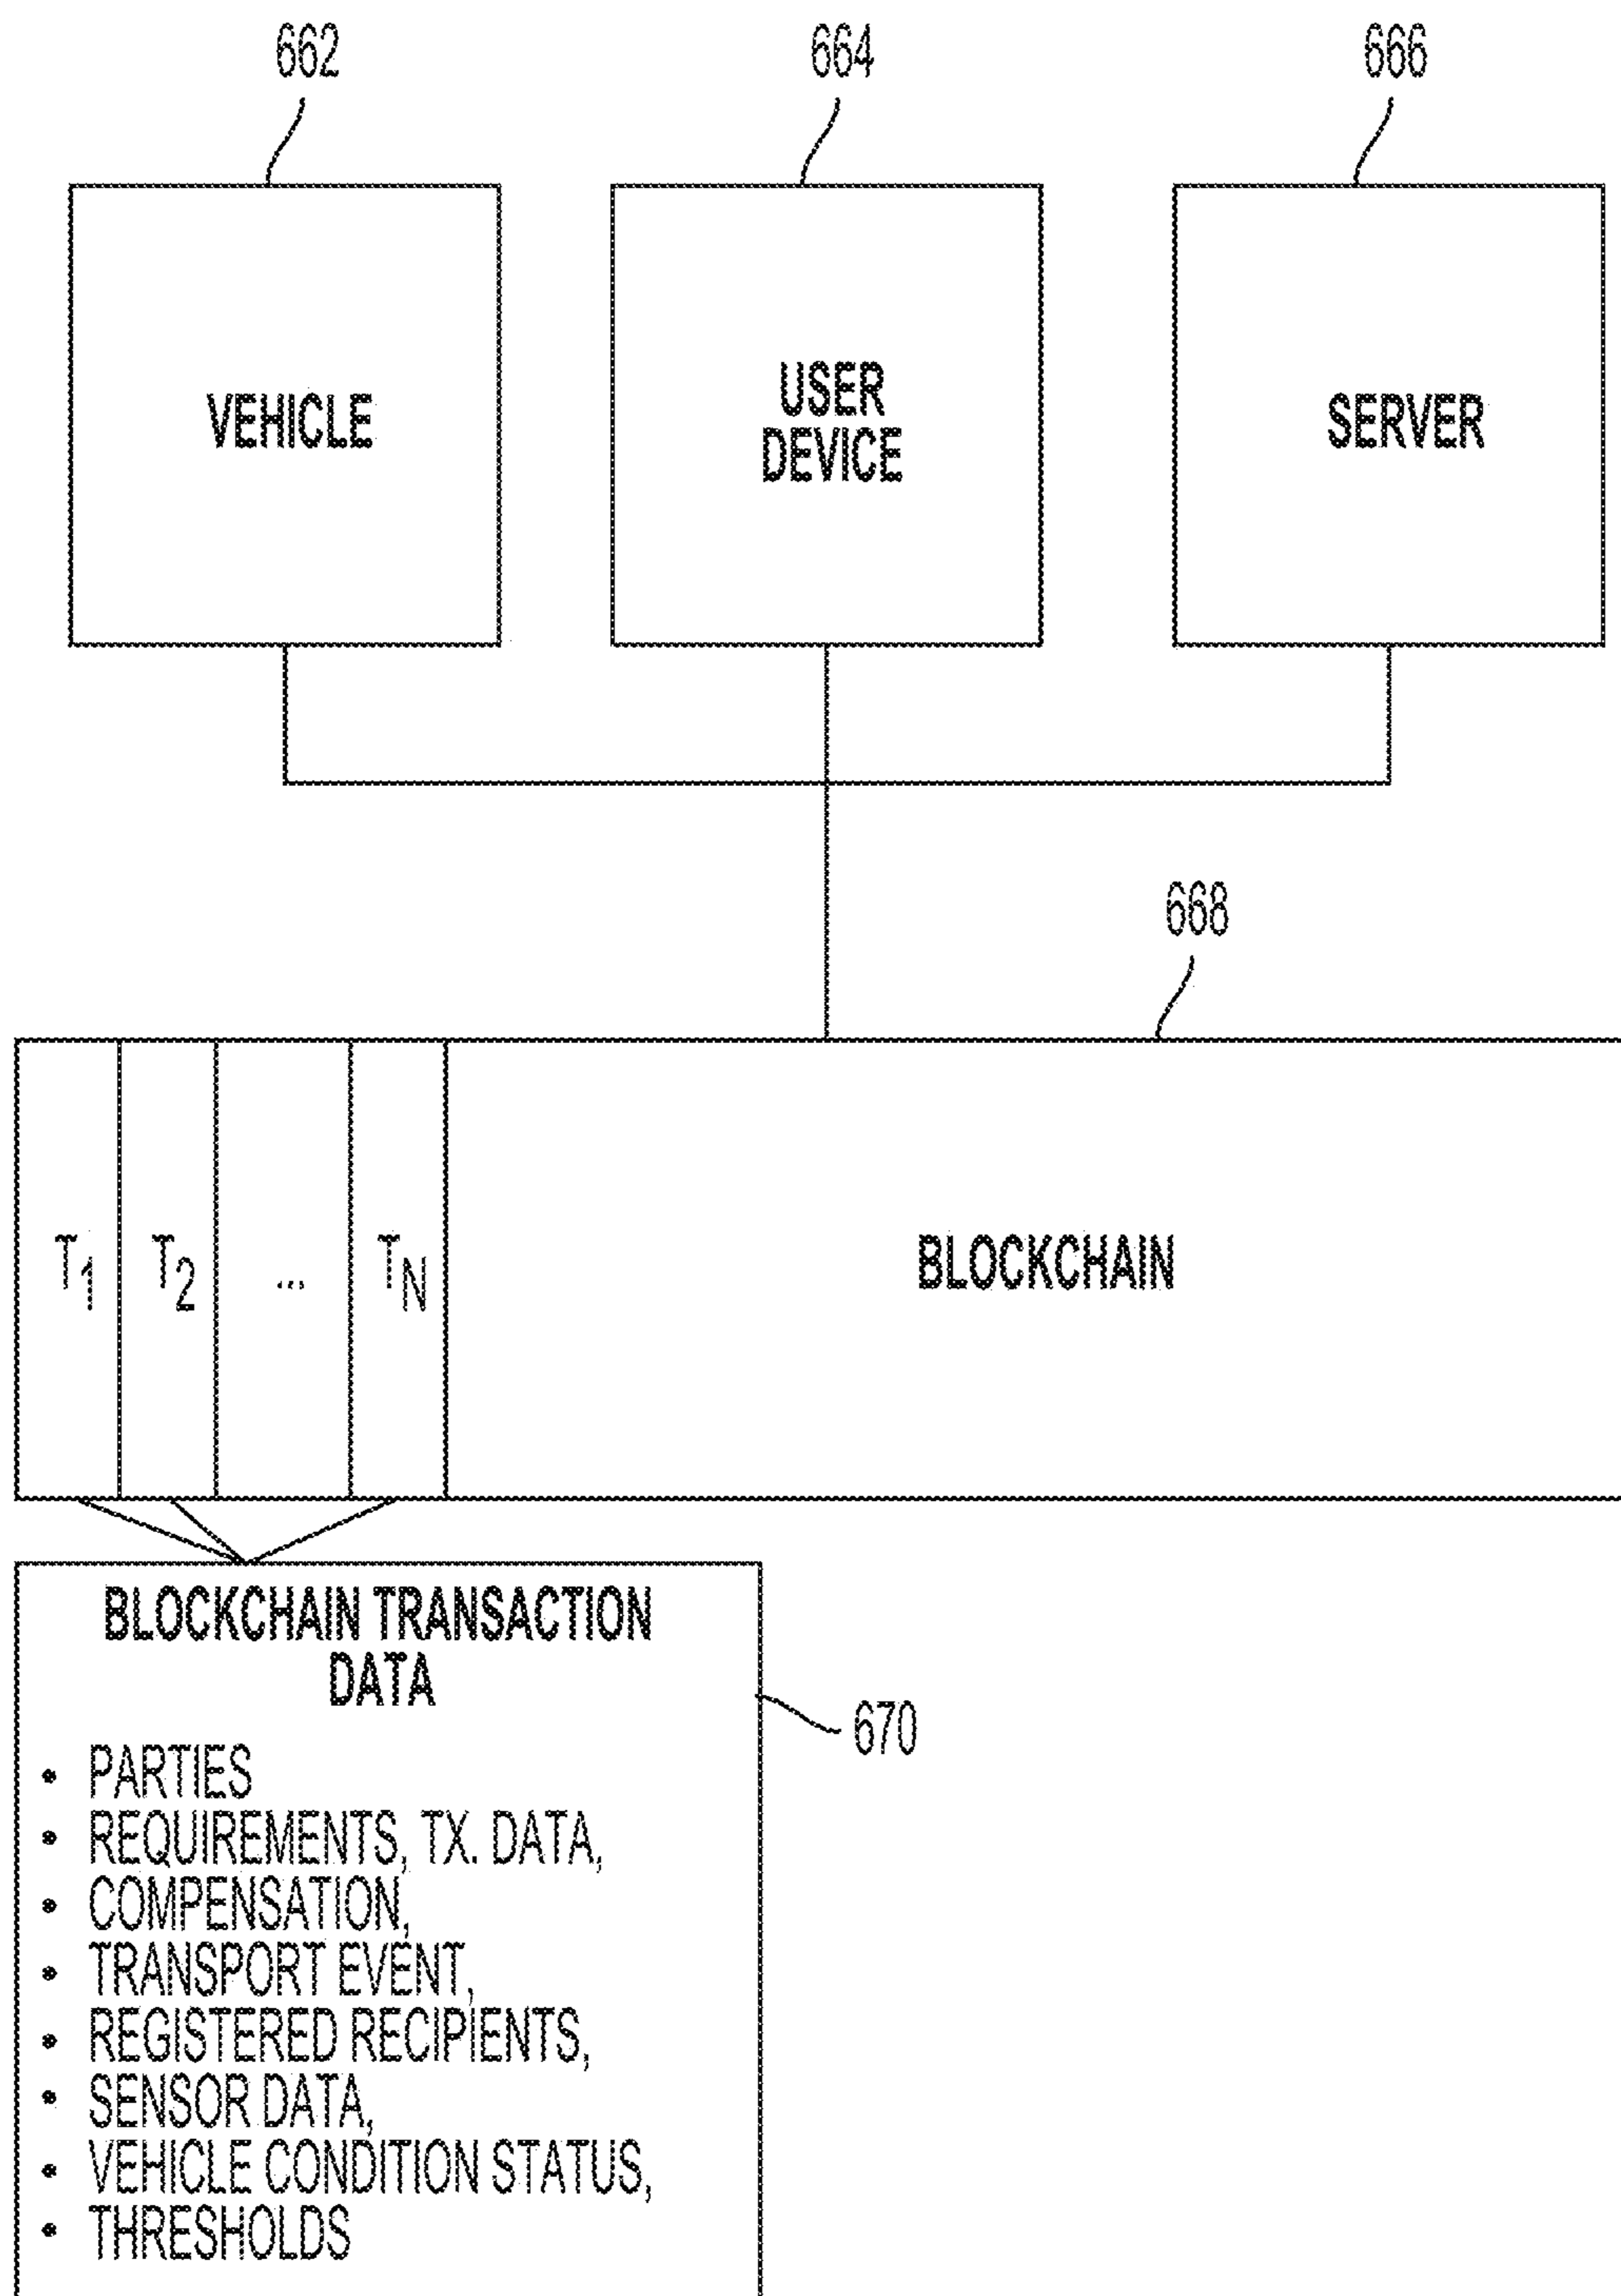 662
664
666
VEHICLE
USER
DEVICE
SERVER
668
T1
T2
...
TN
BLOCKCHAIN
BLOCKCHAIN TRANSACTION
DATA
670
• PARTIES
• REQUIREMENTS, TX. DATA,
• COMPENSATION,
• TRANSPORT EVENT,
• REGISTERED RECIPIENTS,
• SENSOR DATA,
• VEHICLE CONDITION STATUS,
• THRESHOLDS